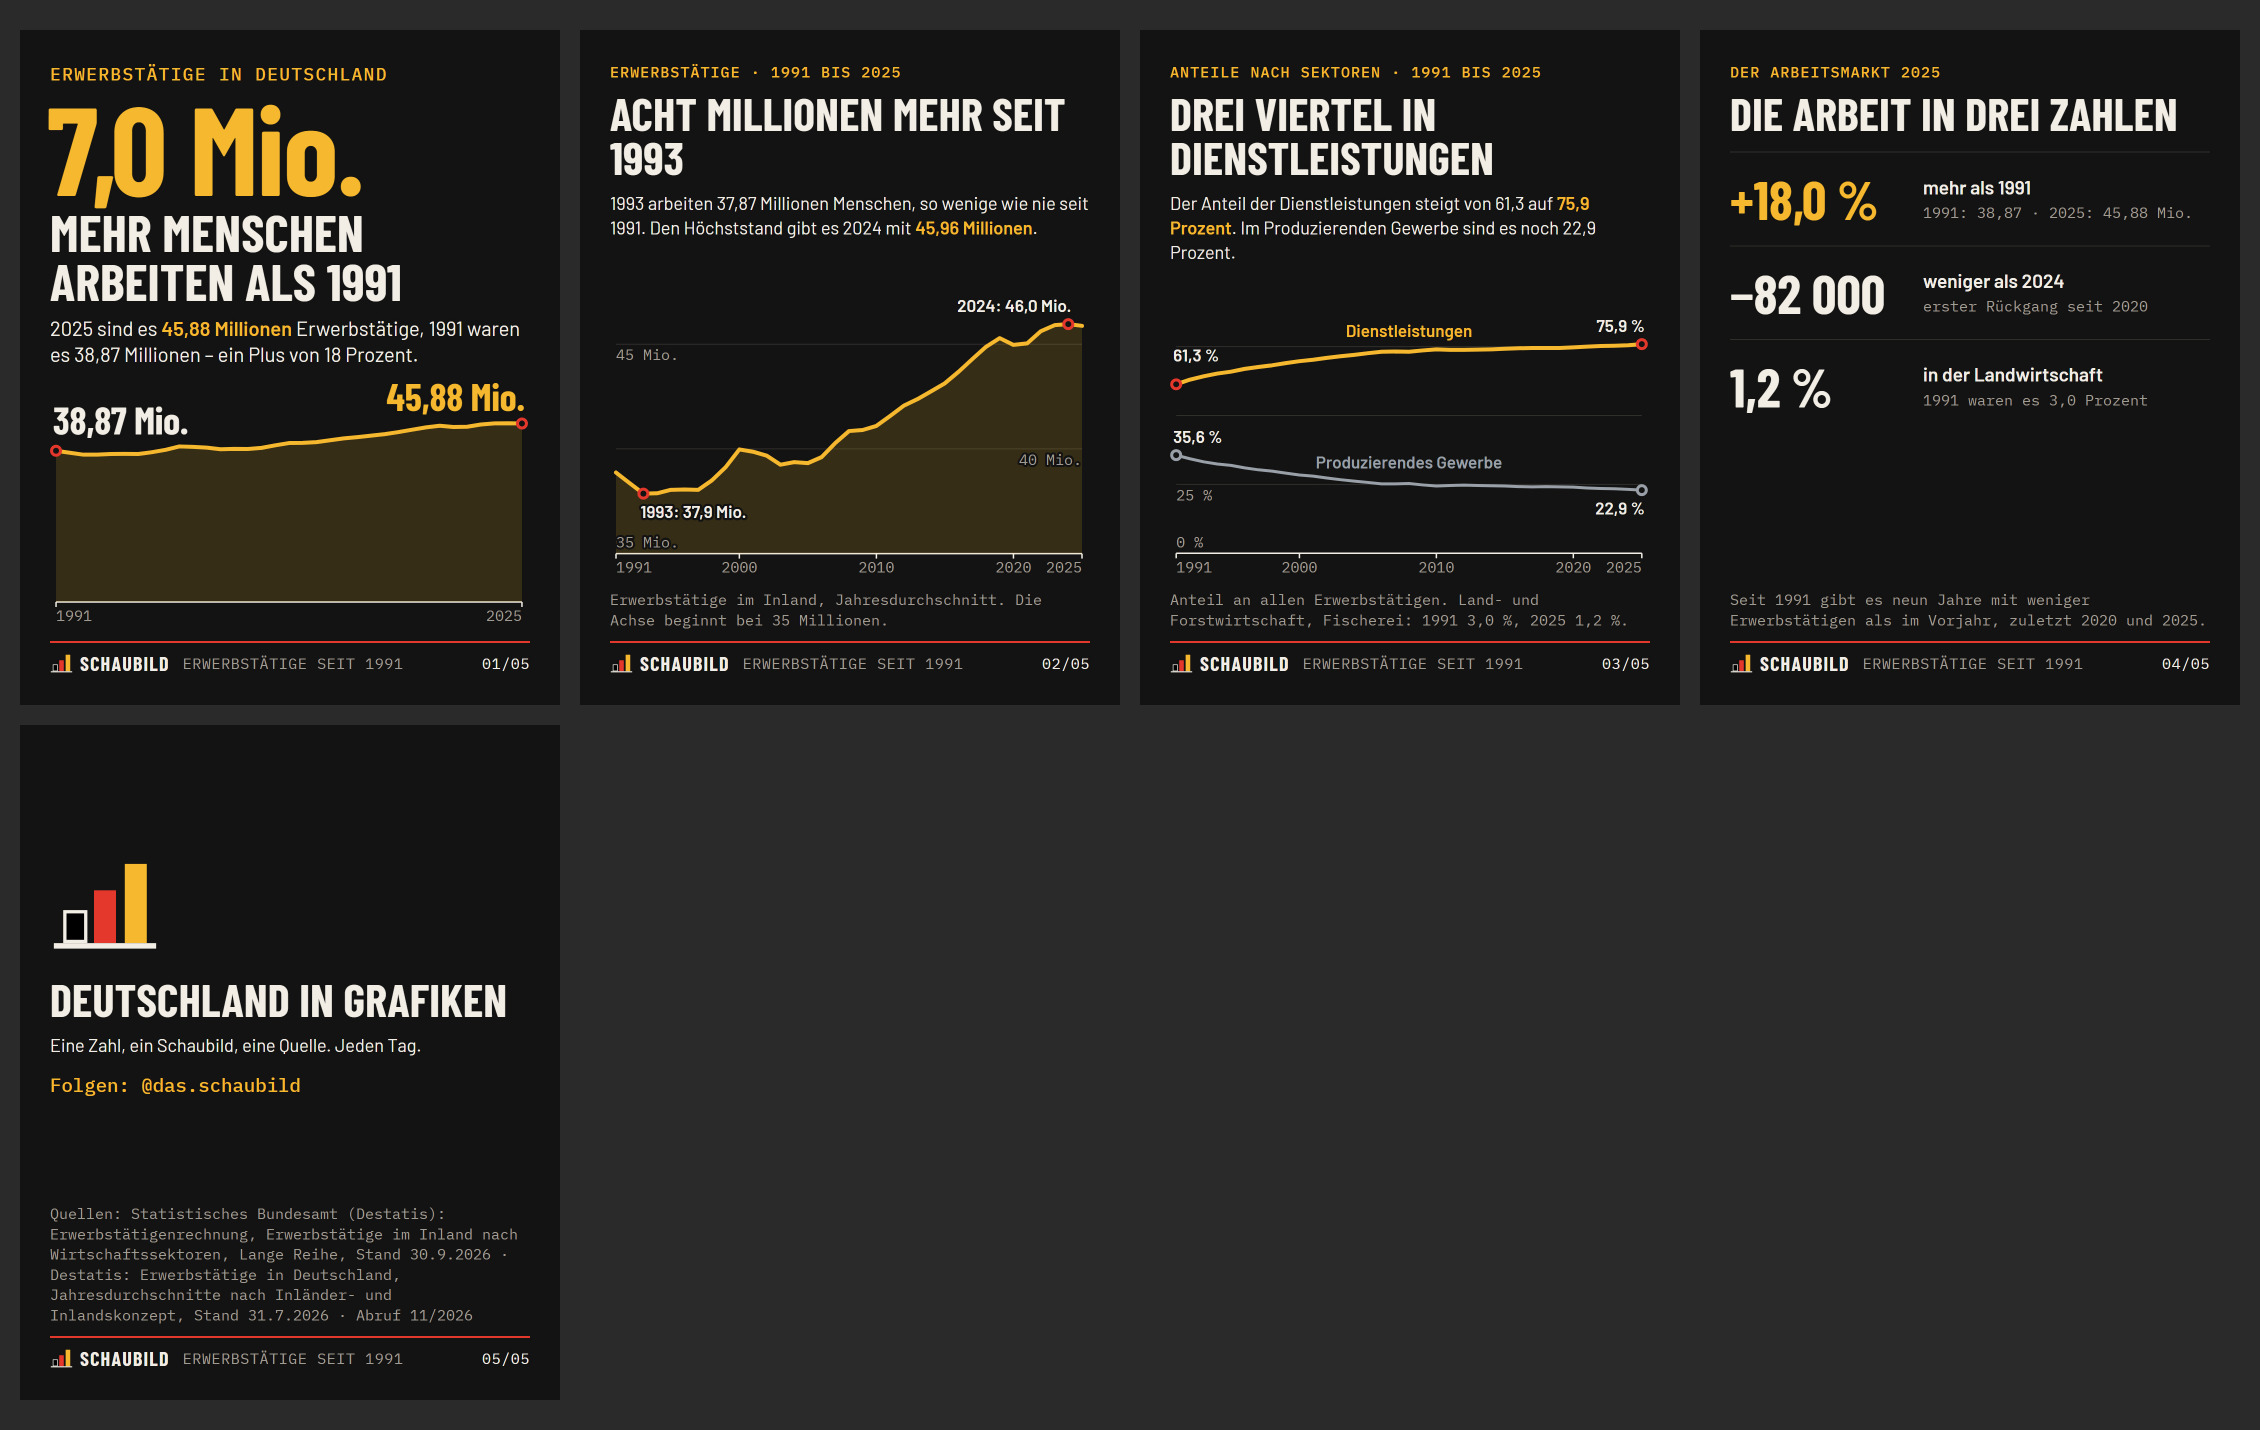 ERWERBSTÄTIGE IN DEUTSCHLAND
7,0 Mio.
MEHR MENSCHEN
ARBEITEN ALS 1991
2025 sind es 45,88 Millionen Erwerbstätige, 1991 waren
es 38,87 Millionen – ein Plus von 18 Prozent.
45,88 Mio.
38,87 Mio.
1991 2025
SCHAUBILD ERWERBSTÄTIGE SEIT 1991 01/05
ERWERBSTÄTIGE · 1991 BIS 2025
ACHT MILLIONEN MEHR SEIT
1993
1993 arbeiten 37,87 Millionen Menschen, so wenige wie nie seit
1991. Den Höchststand gibt es 2024 mit 45,96 Millionen.
2024: 46,0 Mio.
45 Mio.
40 Mio.
1993: 37,9 Mio.
35 Mio.
1991 2000 2010 2020 2025
Erwerbstätige im Inland, Jahresdurchschnitt. Die
Achse beginnt bei 35 Millionen.
SCHAUBILD ERWERBSTÄTIGE SEIT 1991 02/05
ANTEILE NACH SEKTOREN · 1991 BIS 2025
DREI VIERTEL IN
DIENSTLEISTUNGEN
Der Anteil der Dienstleistungen steigt von 61,3 auf 75,9
Prozent. Im Produzierenden Gewerbe sind es noch 22,9
Prozent.
Dienstleistungen 75,9 %
61,3 %
35,6 %
Produzierendes Gewerbe
25 %
22,9 %
0 %
1991 2000 2010 2020 2025
Anteil an allen Erwerbstätigen. Land- und
Forstwirtschaft, Fischerei: 1991 3,0 %, 2025 1,2 %.
SCHAUBILD ERWERBSTÄTIGE SEIT 1991 03/05
DER ARBEITSMARKT 2025
DIE ARBEIT IN DREI ZAHLEN
+18,0 %
mehr als 1991
1991: 38,87 · 2025: 45,88 Mio.
−82 000
weniger als 2024
erster Rückgang seit 2020
1,2 %
in der Landwirtschaft
1991 waren es 3,0 Prozent
Seit 1991 gibt es neun Jahre mit weniger
Erwerbstätigen als im Vorjahr, zuletzt 2020 und 2025.
SCHAUBILD ERWERBSTÄTIGE SEIT 1991 04/05
DEUTSCHLAND IN GRAFIKEN
Eine Zahl, ein Schaubild, eine Quelle. Jeden Tag.
Folgen: @das.schaubild
Quellen: Statistisches Bundesamt (Destatis):
Erwerbstätigenrechnung, Erwerbstätige im Inland nach
Wirtschaftssektoren, Lange Reihe, Stand 30.9.2026 ·
Destatis: Erwerbstätige in Deutschland,
Jahresdurchschnitte nach Inländer- und
Inlandskonzept, Stand 31.7.2026 · Abruf 11/2026
SCHAUBILD ERWERBSTÄTIGE SEIT 1991 05/05